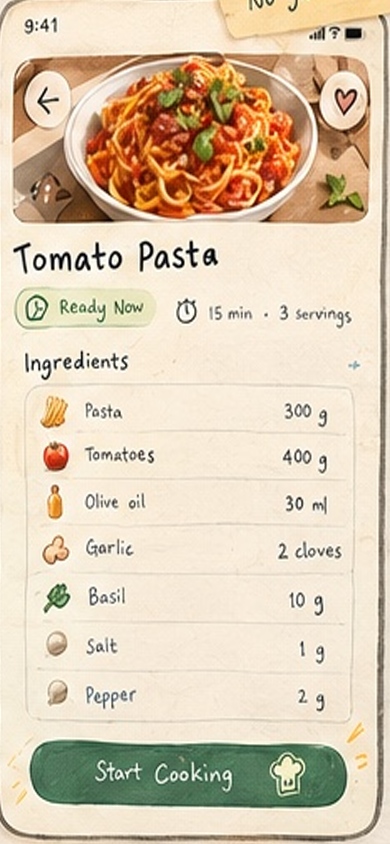 9:41
Tomato Pasta
Ready Now 15 min · 3 servings
Ingredients
Pasta 300 g
Tomatoes 400 g
Olive oil 30 ml
Garlic 2 cloves
Basil 10 g
Salt 1 g
Pepper 2 g
Start Cooking